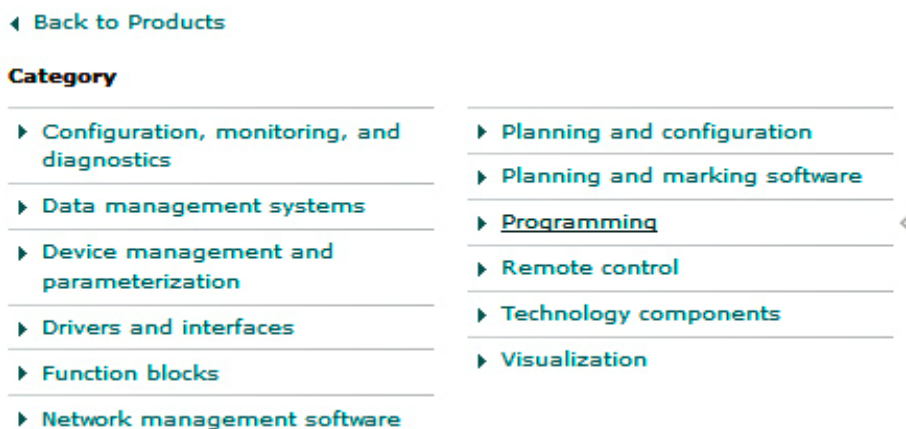 Back to Products
Category
Configuration, monitoring, and
diagnostics
Data management systems
Device management and
parameterization
Drivers and interfaces
Function blocks
Network management software
Planning and configuration
Planning and marking software
Programming
Remote control
Technology components
Visualization